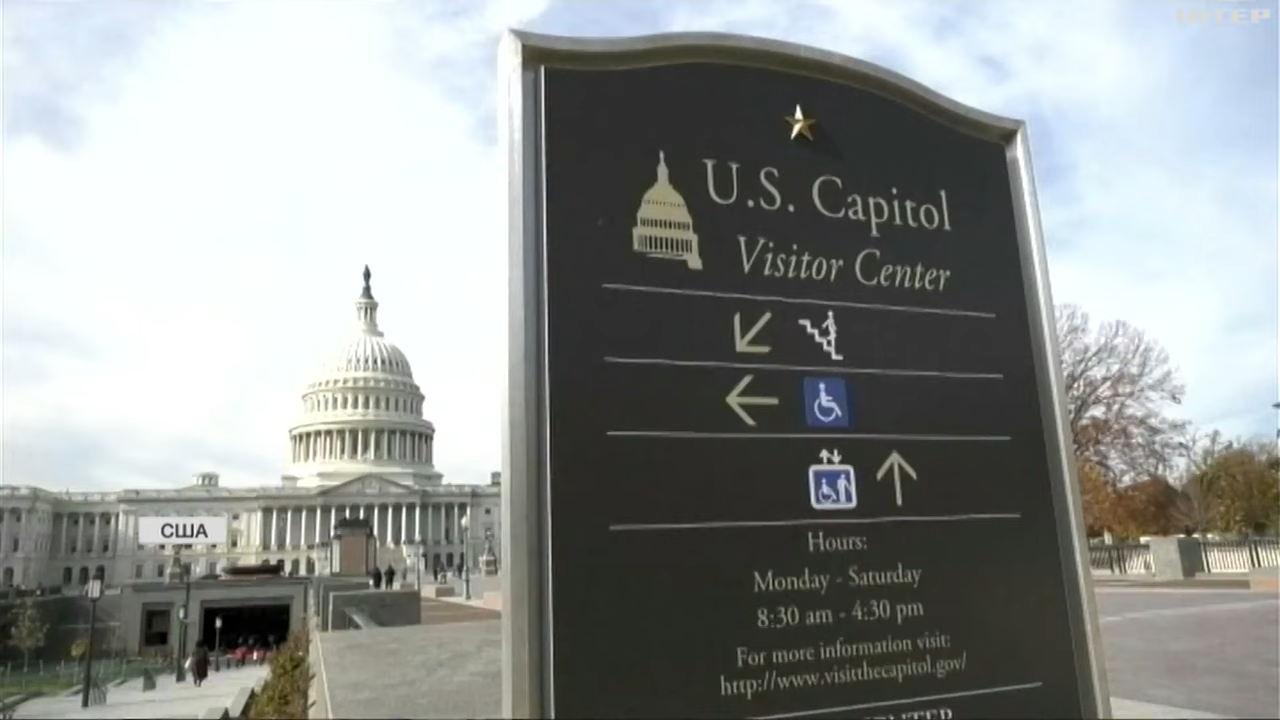 ІНТЕР
U.S. Capitol
Visitor Center
США
Hours:
Monday - Saturday
8:30 am - 4:30 pm
For more information visit:
http://www.visitthecapitol.gov/